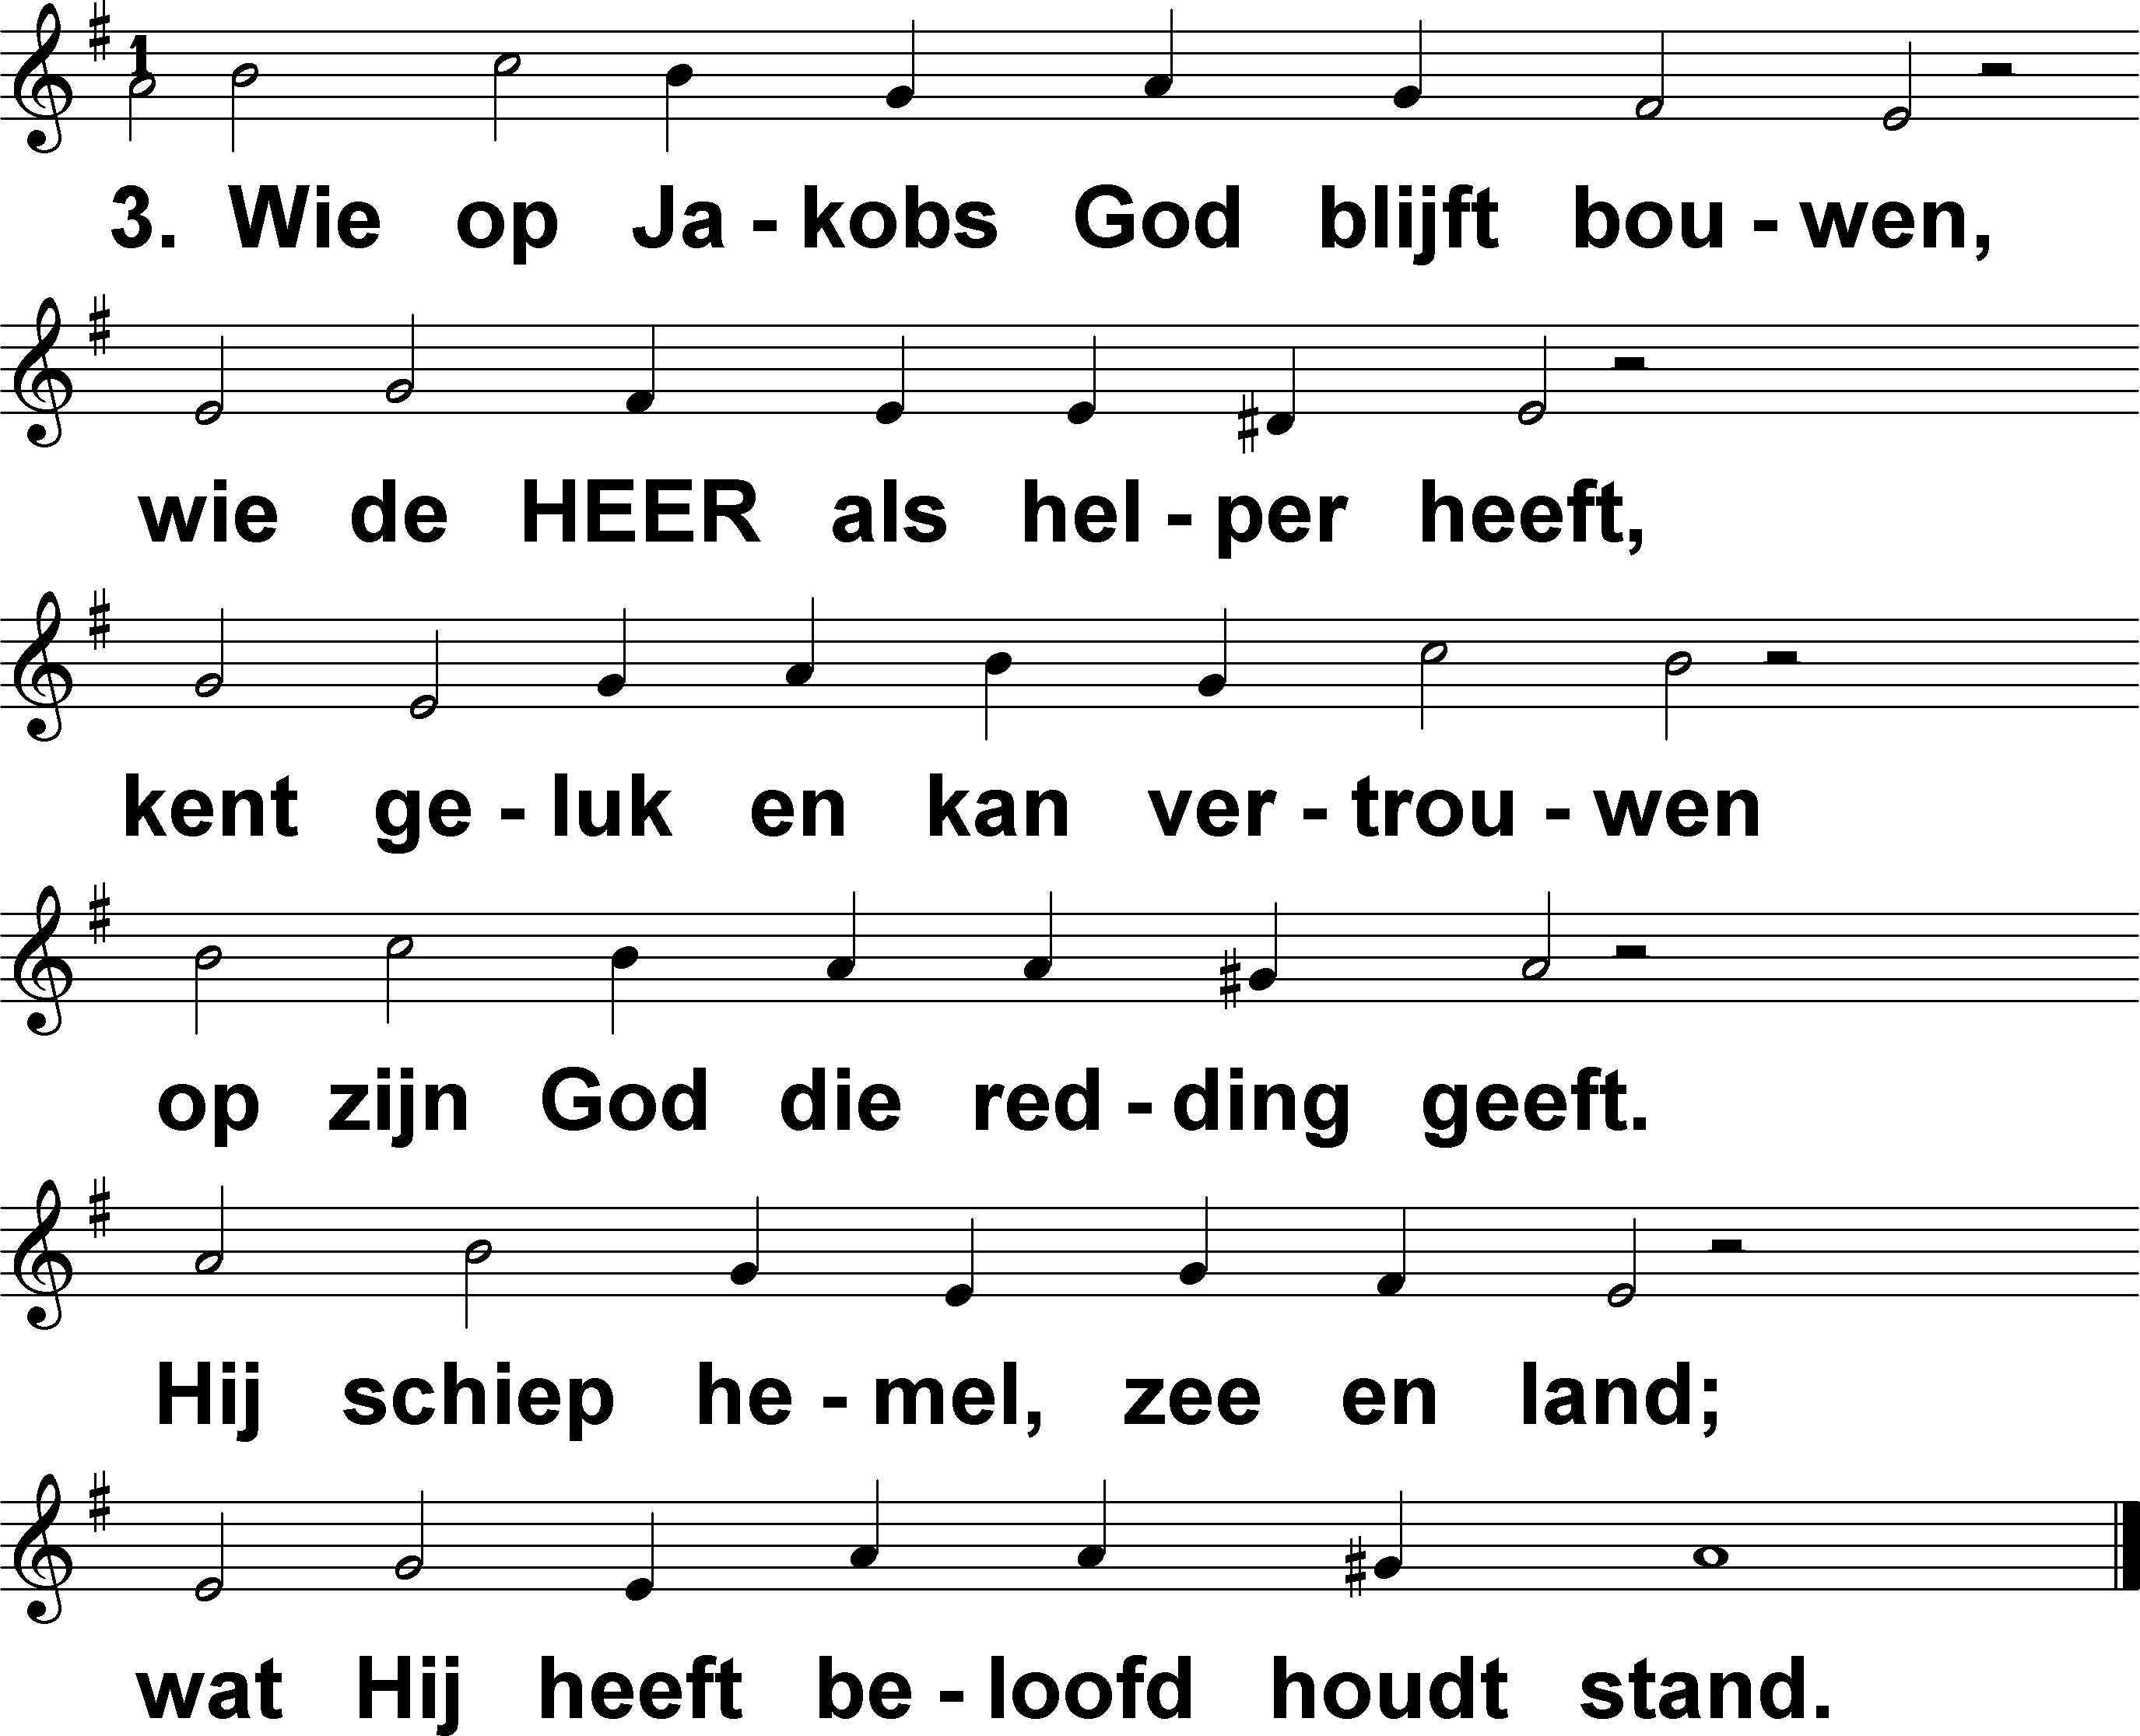 1
3. Wie op Ja - kobs God blijft bou - wen,
wie de HEER als hel - per heeft,
kent ge - luk en kan ver - trou - wen
op zijn God die red - ding geeft.
Hij schiep he - mel, zee en land;
wat Hij heeft be - loofd houdt stand.